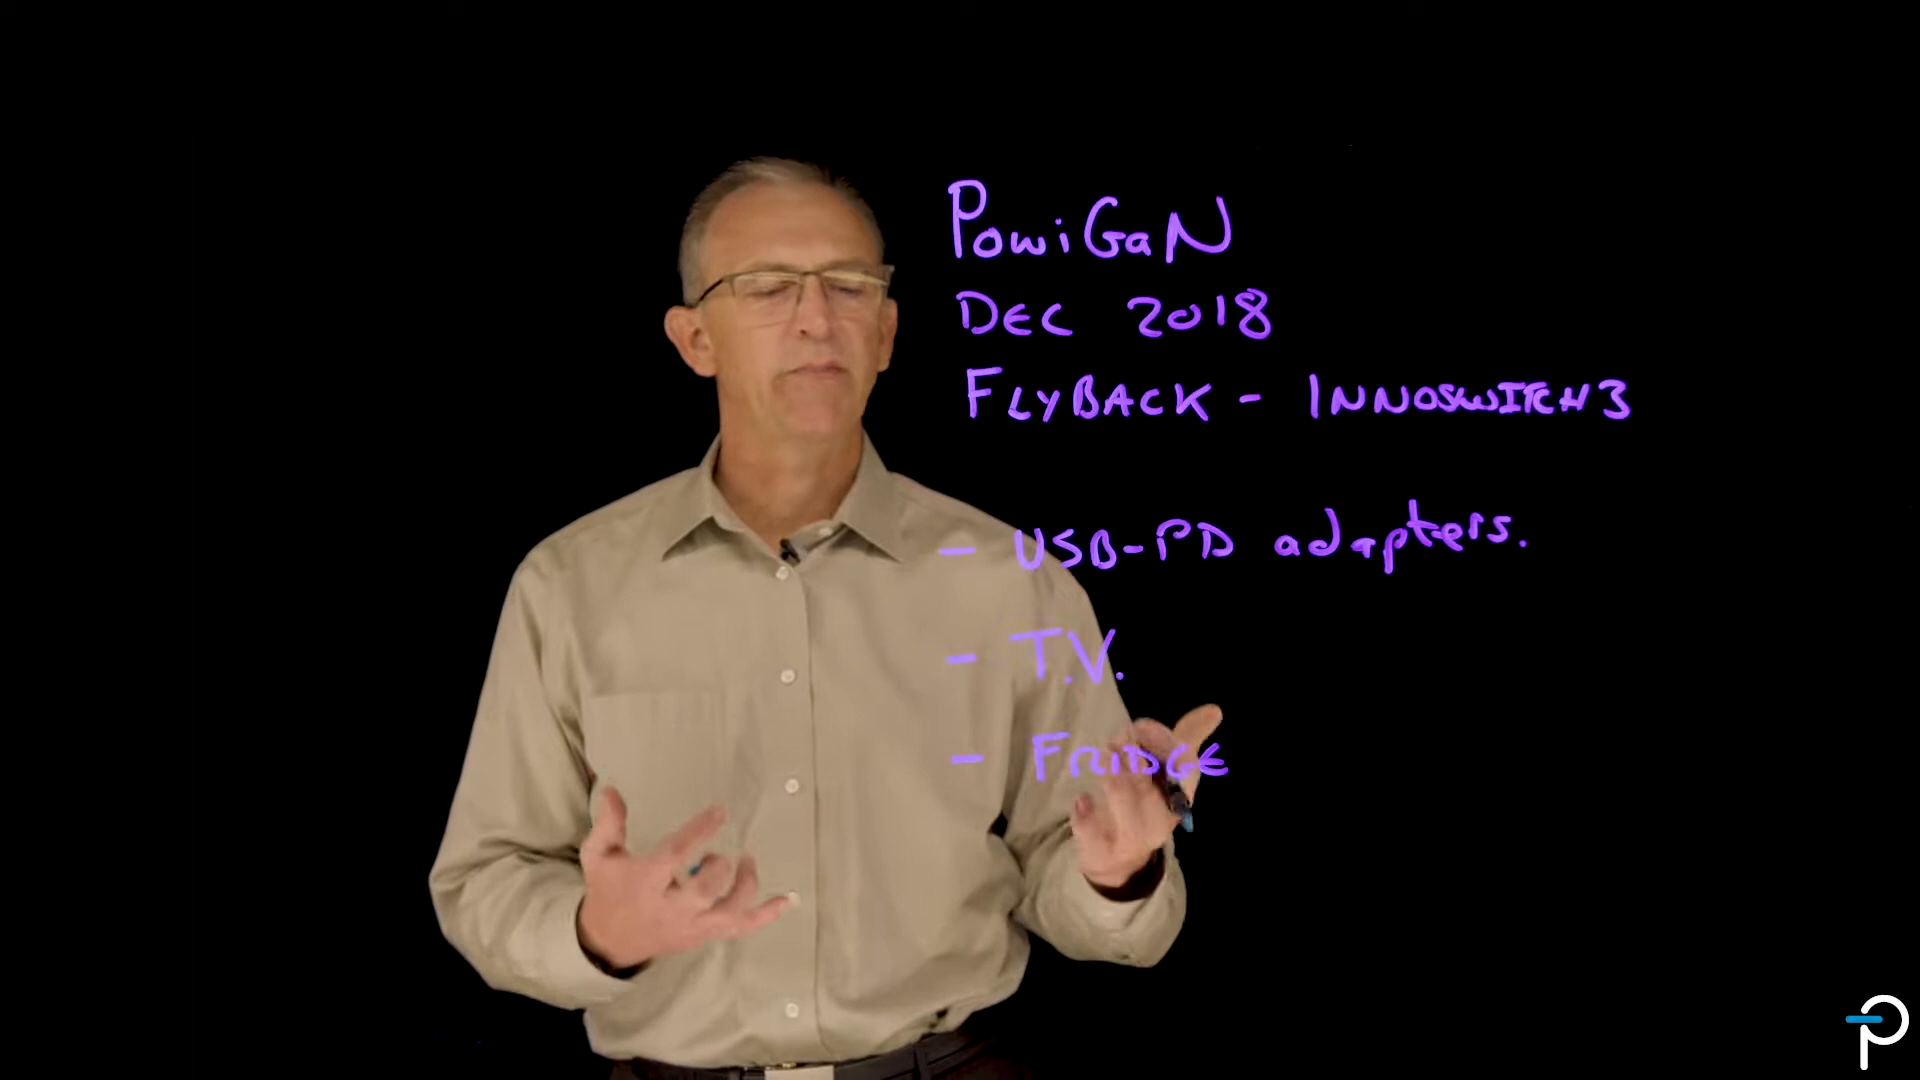 PowiGaN
DEC 2018
FLYBACK - INNOSWITCH3
- USB-PD adapters.
- T.V.
- FRIDGE